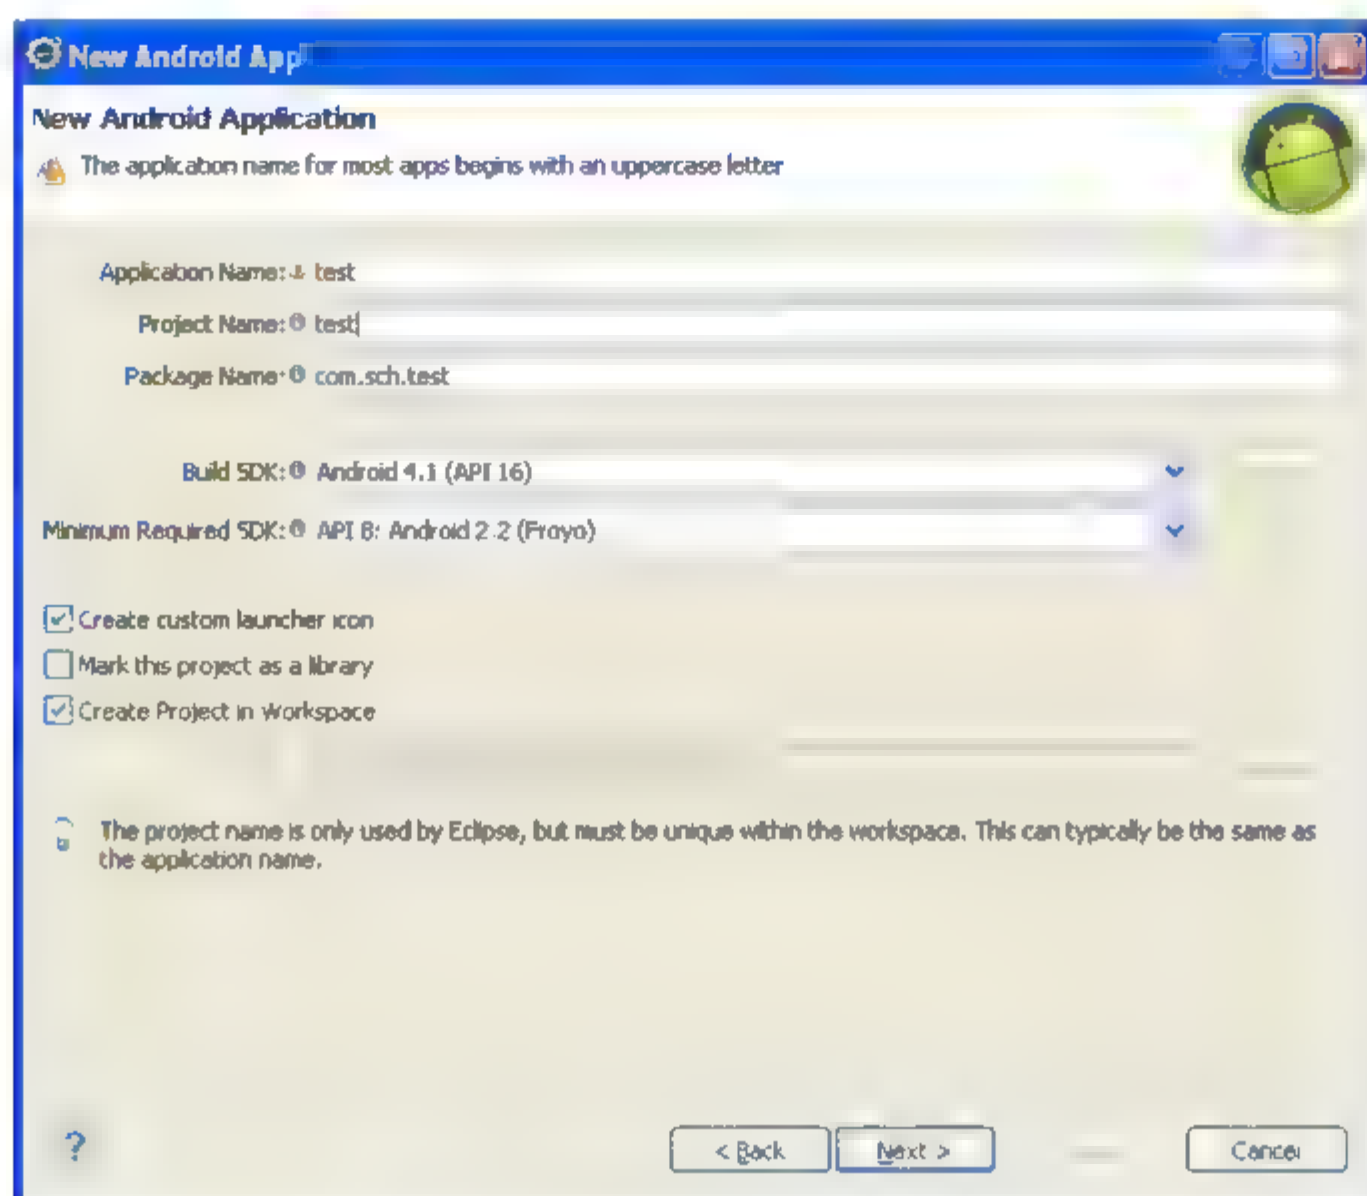 New Android App
New Android Application
The application name for most apps begins with an uppercase letter
Application Name: test
Project Name: test
Package Name: com.sch.test
Build SDK: Android 4.1 (API 16)
Minimum Required SDK: API 8: Android 2.2 (Froyo)
Create custom launcher icon
Mark this project as a library
Create Project in Workspace
The project name is only used by Eclipse, but must be unique within the workspace. This can typically be the same as
the application name.
? < Back Next > Cancel